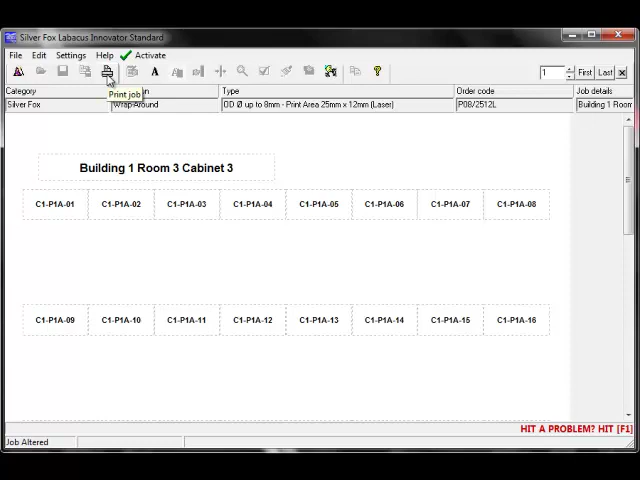 Silver Fox Labacus Innovator Standard
File Edit Settings Help Activate
1 First Last
Print job
Category Type Order code Job details
Silver Fox Wrap-Around OD Ø up to 8mm - Print Area 25mm x 12mm (Laser) P08/2512L Building 1 Room
Building 1 Room 3 Cabinet 3
C1-P1A-01 C1-P1A-02 C1-P1A-03 C1-P1A-04 C1-P1A-05 C1-P1A-06 C1-P1A-07 C1-P1A-08
C1-P1A-09 C1-P1A-10 C1-P1A-11 C1-P1A-12 C1-P1A-13 C1-P1A-14 C1-P1A-15 C1-P1A-16
HIT A PROBLEM? HIT [F1]
Job Altered